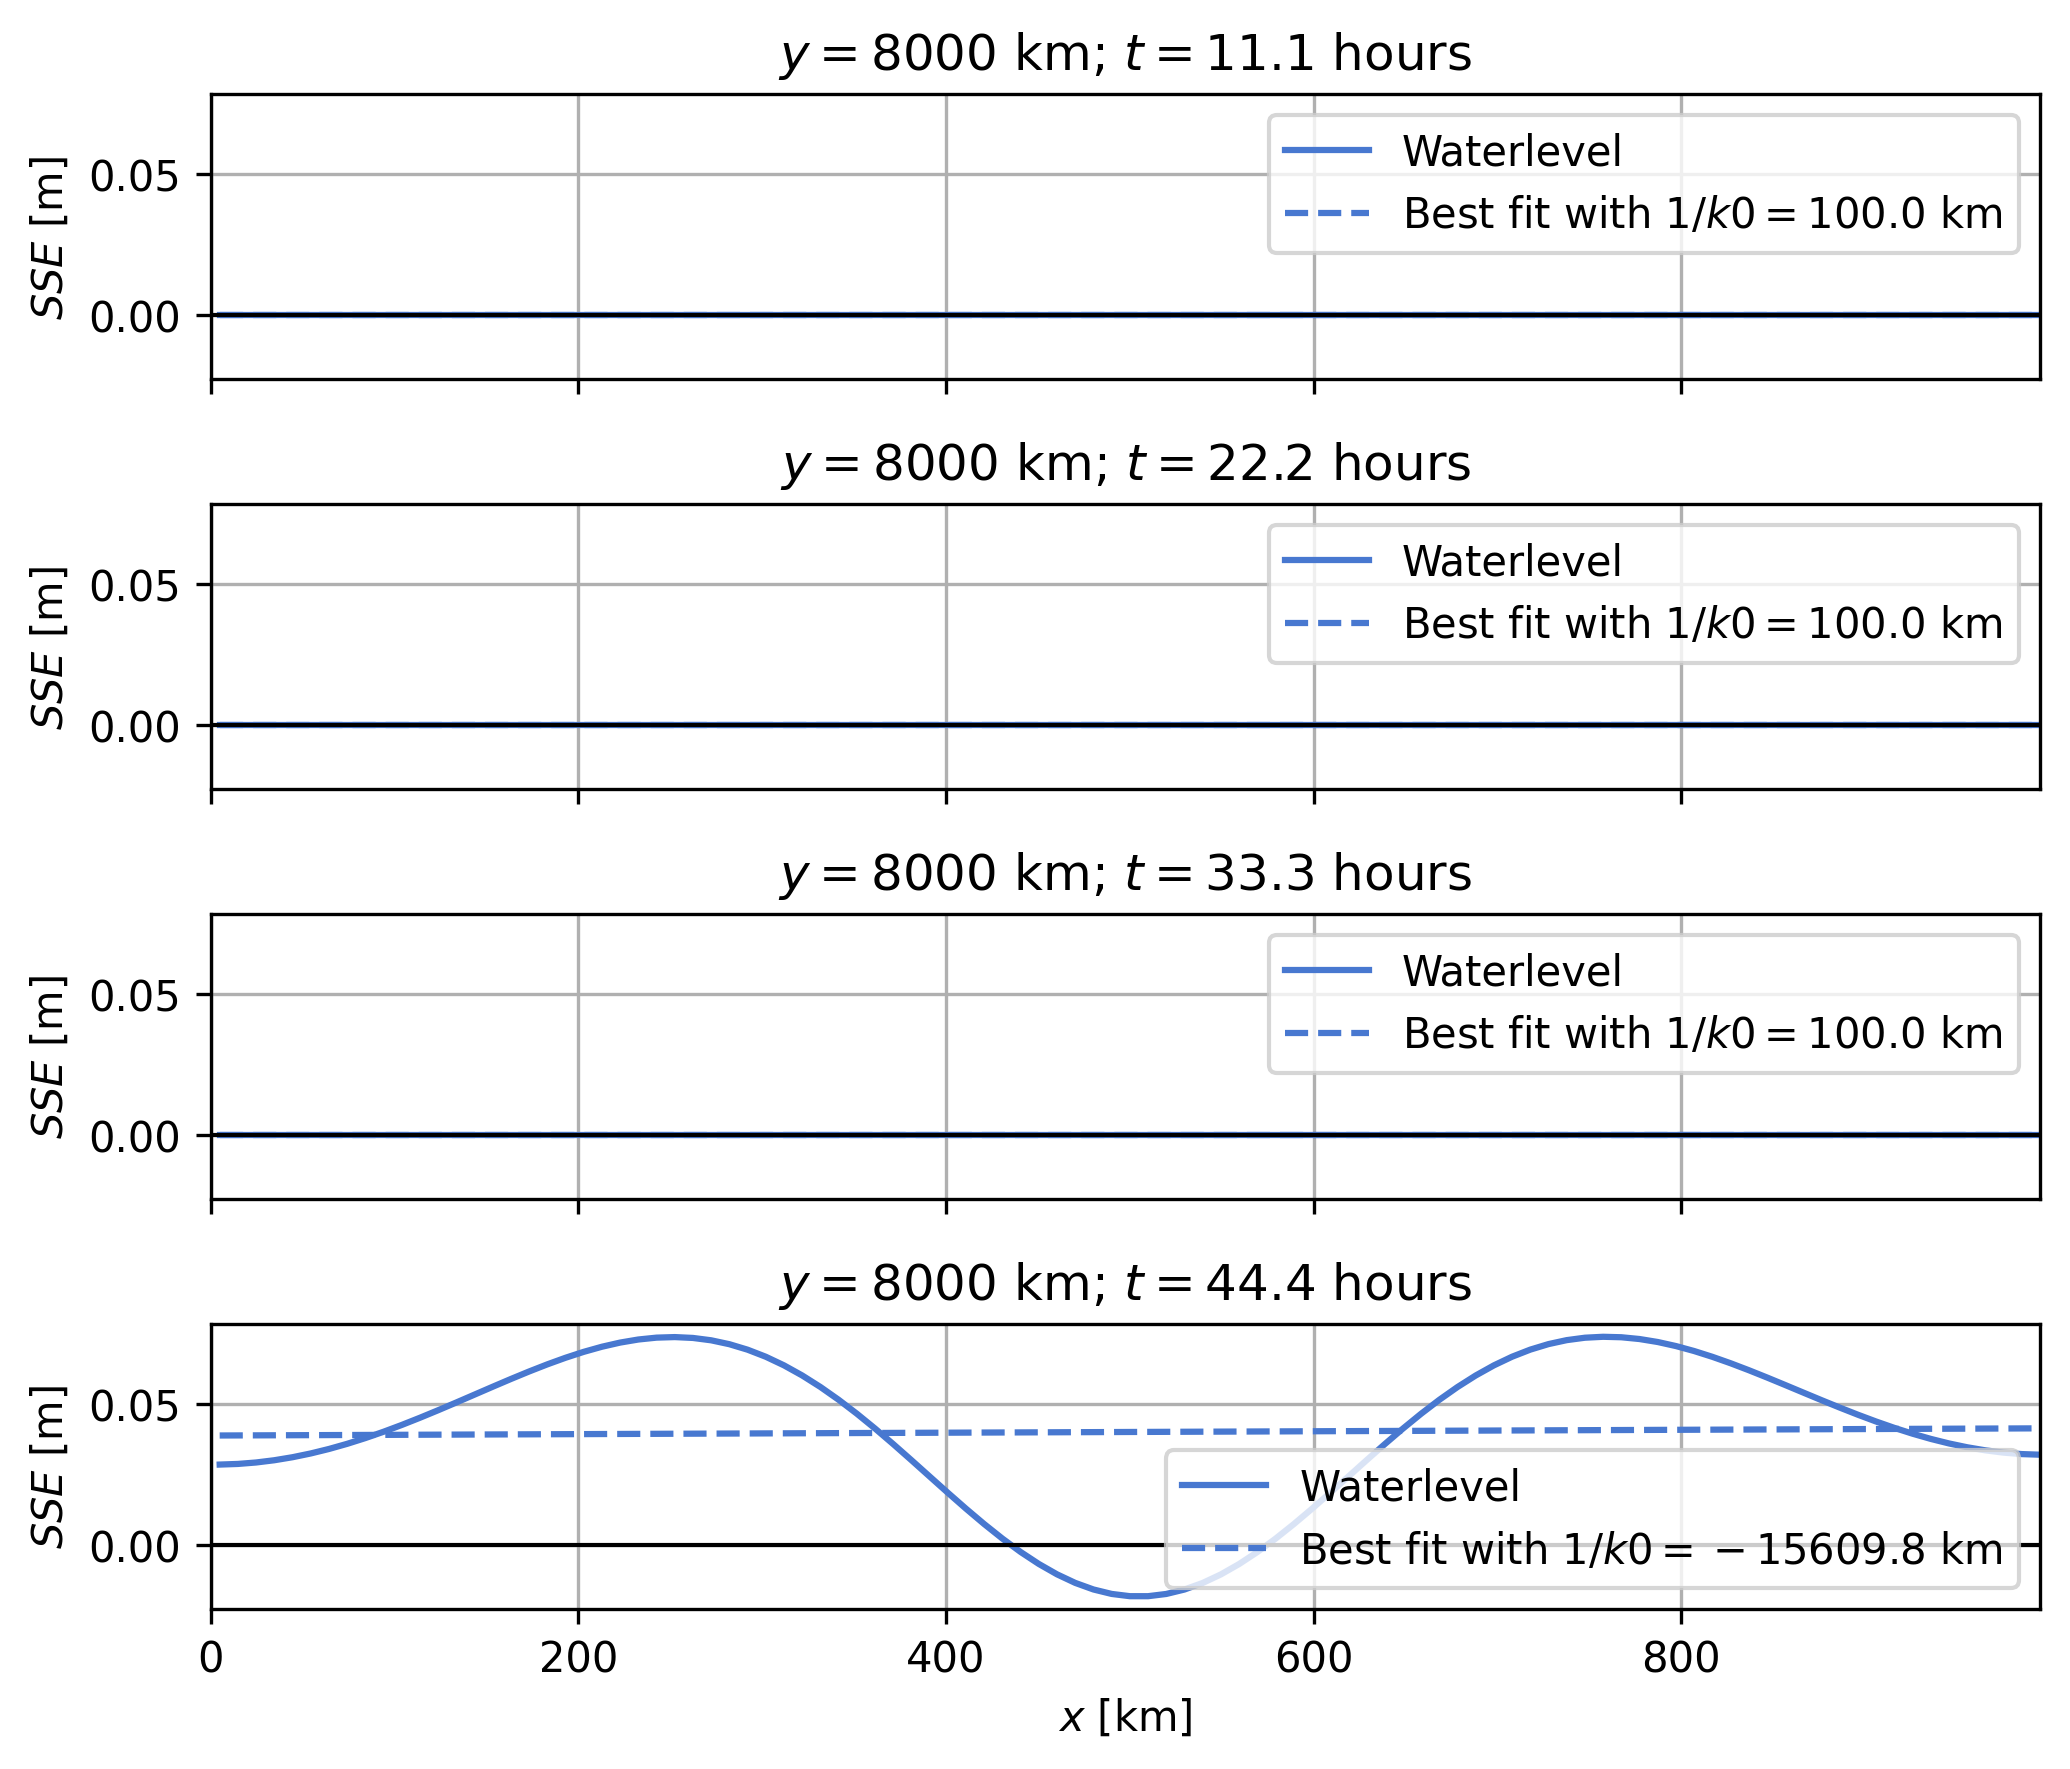 y = 8000 km; t = 11.1 hours
SSE [m]
0.05
0.00
Waterlevel
Best fit with 1/k0 = 100.0 km
y = 8000 km; t = 22.2 hours
SSE [m]
0.05
0.00
Waterlevel
Best fit with 1/k0 = 100.0 km
y = 8000 km; t = 33.3 hours
SSE [m]
0.05
0.00
Waterlevel
Best fit with 1/k0 = 100.0 km
y = 8000 km; t = 44.4 hours
SSE [m]
0.05
0.00
Waterlevel
Best fit with 1/k0 = −15609.8 km
0 200 400 600 800
x [km]